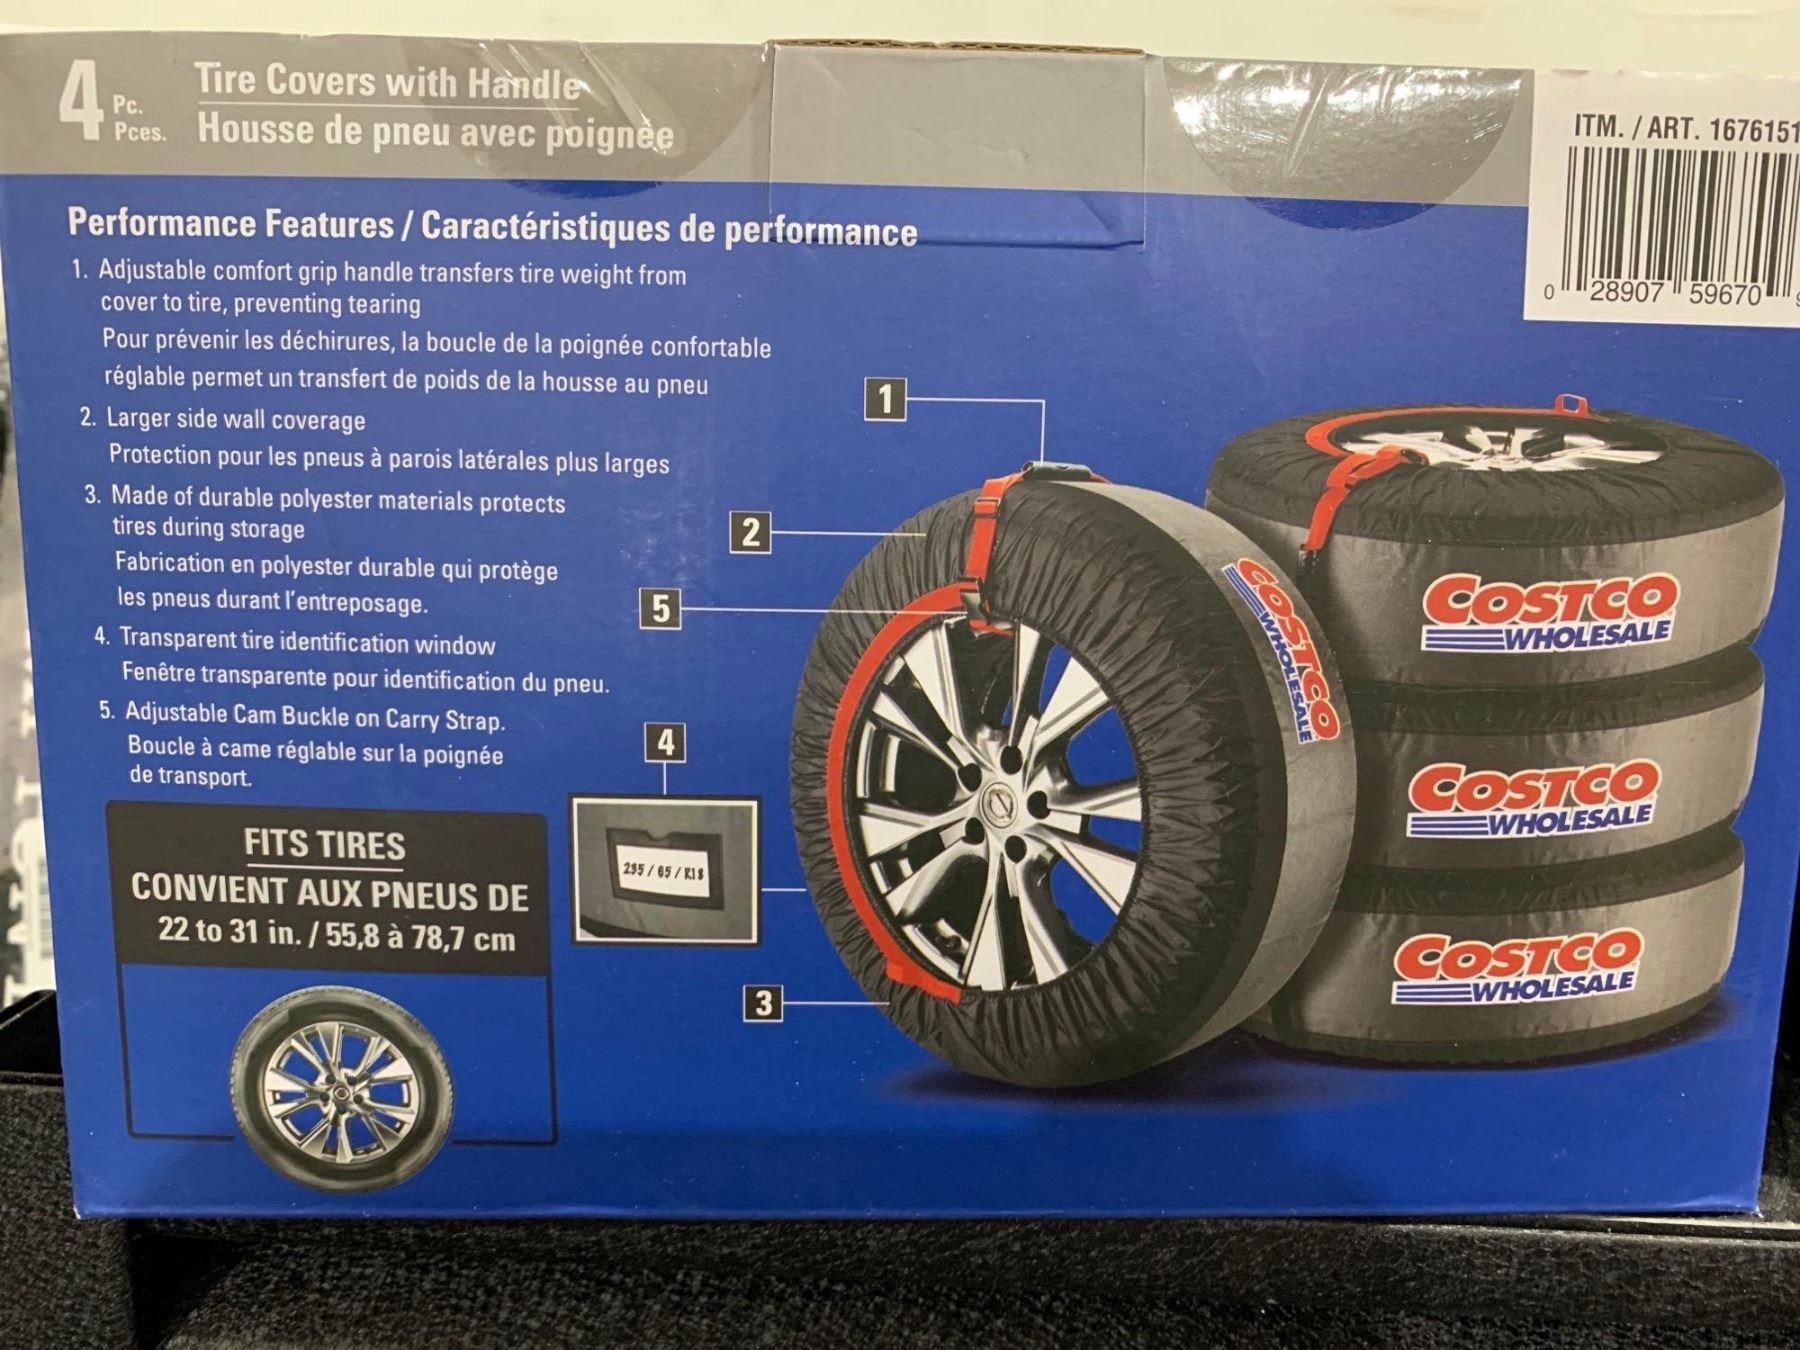 4 Pc. Pces.
Tire Covers with Handle
Housse de pneu avec poignée
ITM. / ART. 1676151
0 28907 59670
Performance Features / Caractéristiques de performance
1. Adjustable comfort grip handle transfers tire weight from
cover to tire, preventing tearing
Pour prévenir les déchirures, la boucle de la poignée confortable
réglable permet un transfert de poids de la housse au pneu
2. Larger side wall coverage
Protection pour les pneus à parois latérales plus larges
3. Made of durable polyester materials protects
tires during storage
Fabrication en polyester durable qui protège
les pneus durant l'entreposage.
4. Transparent tire identification window
Fenêtre transparente pour identification du pneu.
5. Adjustable Cam Buckle on Carry Strap.
Boucle à came réglable sur la poignée
de transport.
FITS TIRES
CONVIENT AUX PNEUS DE
22 to 31 in. / 55,8 à 78,7 cm
1
2
5
4
235 / 65 / R18
3
COSTCO
WHOLESALE
COSTCO
WHOLESALE
COSTCO
WHOLESALE
COSTCO
WHOLESALE